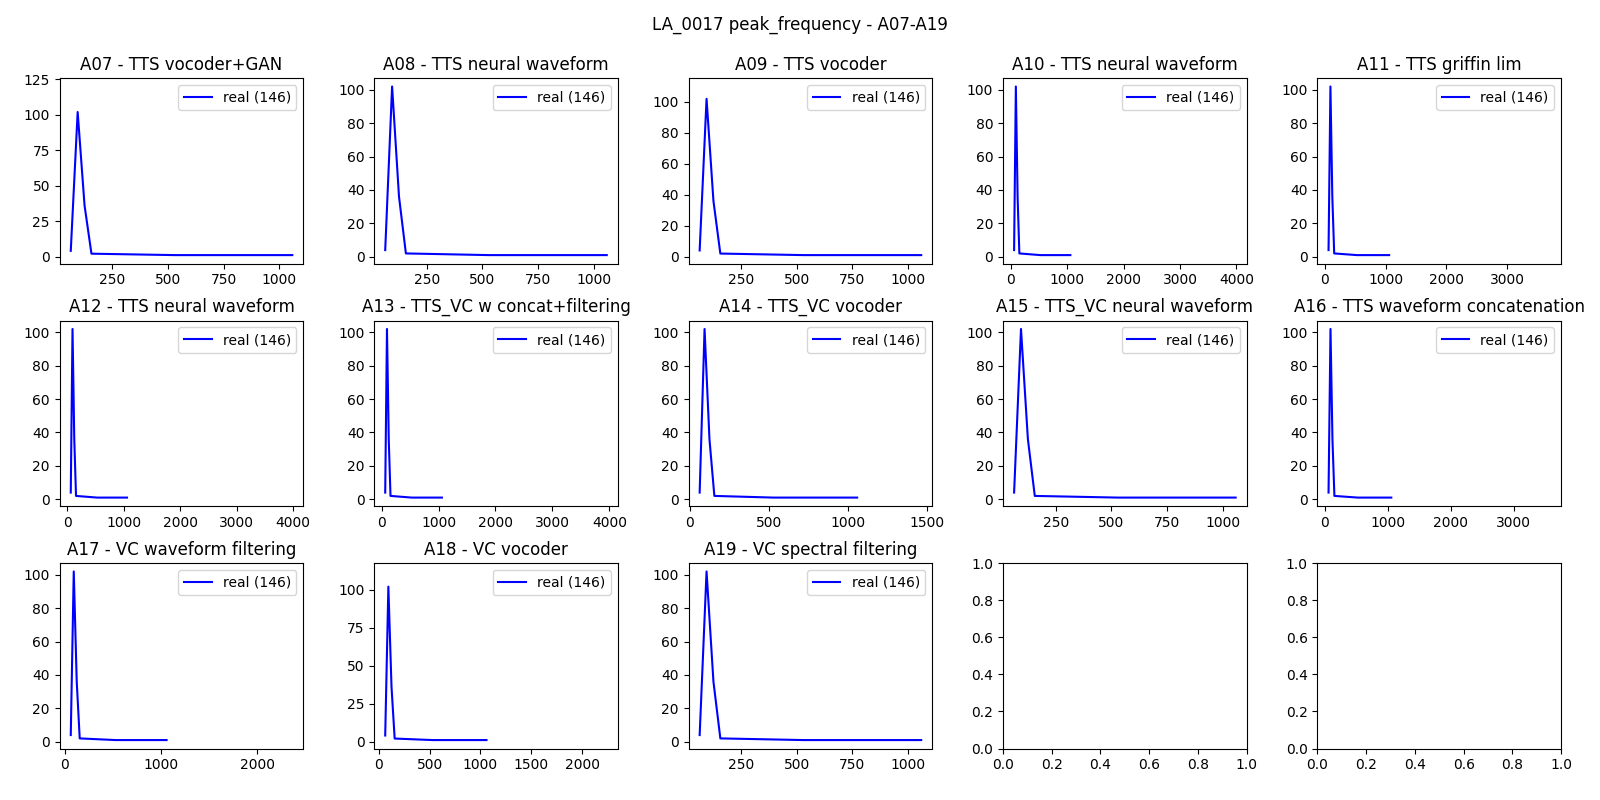 LA_0017 peak_frequency - A07-A19
A07 - TTS vocoder+GAN
real (146)
125
100
75
50
25
0
250 500 750 1000
A08 - TTS neural waveform
real (146)
100
80
60
40
20
0
250 500 750 1000
A09 - TTS vocoder
real (146)
100
80
60
40
20
0
250 500 750 1000
A10 - TTS neural waveform
real (146)
100
80
60
40
20
0
0 1000 2000 3000 4000
A11 - TTS griffin lim
real (146)
100
80
60
40
20
0
0 1000 2000 3000
A12 - TTS neural waveform
real (146)
100
80
60
40
20
0
0 1000 2000 3000 4000
A13 - TTS_VC w concat+filtering
real (146)
100
80
60
40
20
0
0 1000 2000 3000 4000
A14 - TTS_VC vocoder
real (146)
100
80
60
40
20
0
0 500 1000 1500
A15 - TTS_VC neural waveform
real (146)
100
80
60
40
20
0
250 500 750 1000
A16 - TTS waveform concatenation
real (146)
100
80
60
40
20
0
0 1000 2000 3000
A17 - VC waveform filtering
real (146)
100
80
60
40
20
0
0 1000 2000
A18 - VC vocoder
real (146)
100
75
50
25
0
0 500 1000 1500 2000
A19 - VC spectral filtering
real (146)
100
80
60
40
20
0
250 500 750 1000
1.0
0.8
0.6
0.4
0.2
0.0
0.0 0.2 0.4 0.6 0.8 1.0
1.0
0.8
0.6
0.4
0.2
0.0
0.0 0.2 0.4 0.6 0.8 1.0